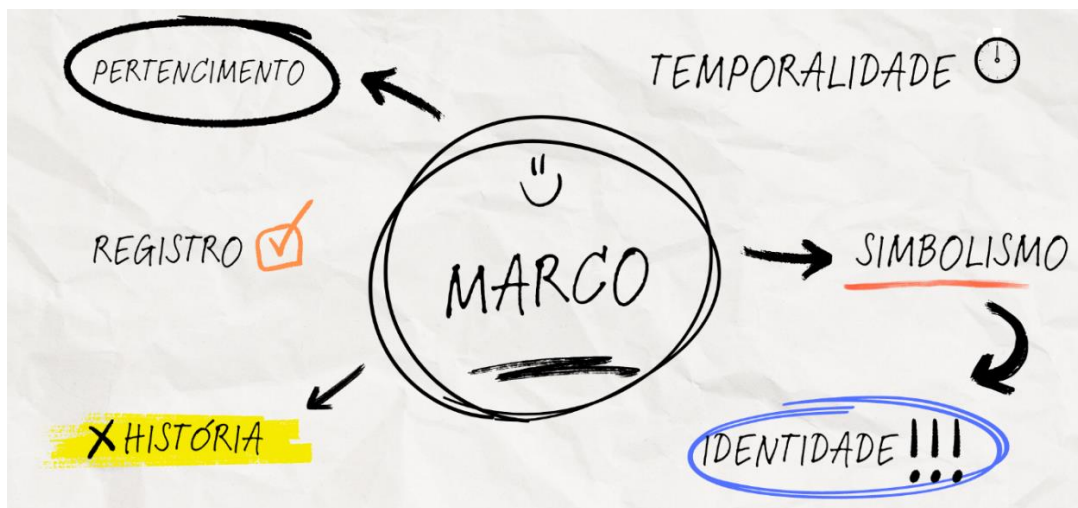 PERTENCIMENTO
TEMPORALIDADE
REGISTRO
MARCO
SIMBOLISMO
X HISTÓRIA
IDENTIDADE !!!